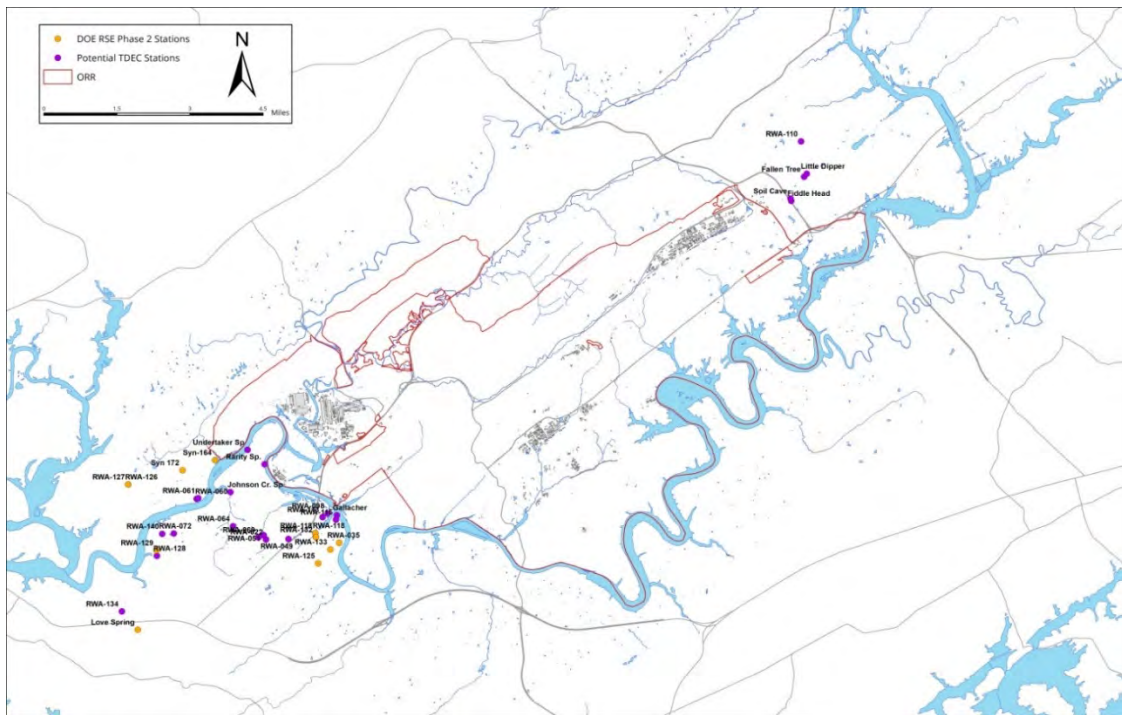 DOE RSE Phase 2 Stations
Potential TDEC Stations
ORR
N
0 1.5 3 4.5
Miles
RWA-110
Fallen Tree Little Dipper
Soil Cave Fiddle Head
Undertaker Sp.
Syn-164
Rarity Sp.
Syn 172
RWA-127 RWA-126
RWA-061 RWA-060
Johnson Cr. Sp.
Gallacher
RWA-064
RWA-118
RWA-140 RWA-072
RWA-133
RWA-035
RWA-049
RWA-129
RWA-128
RWA-125
RWA-134
Love Spring